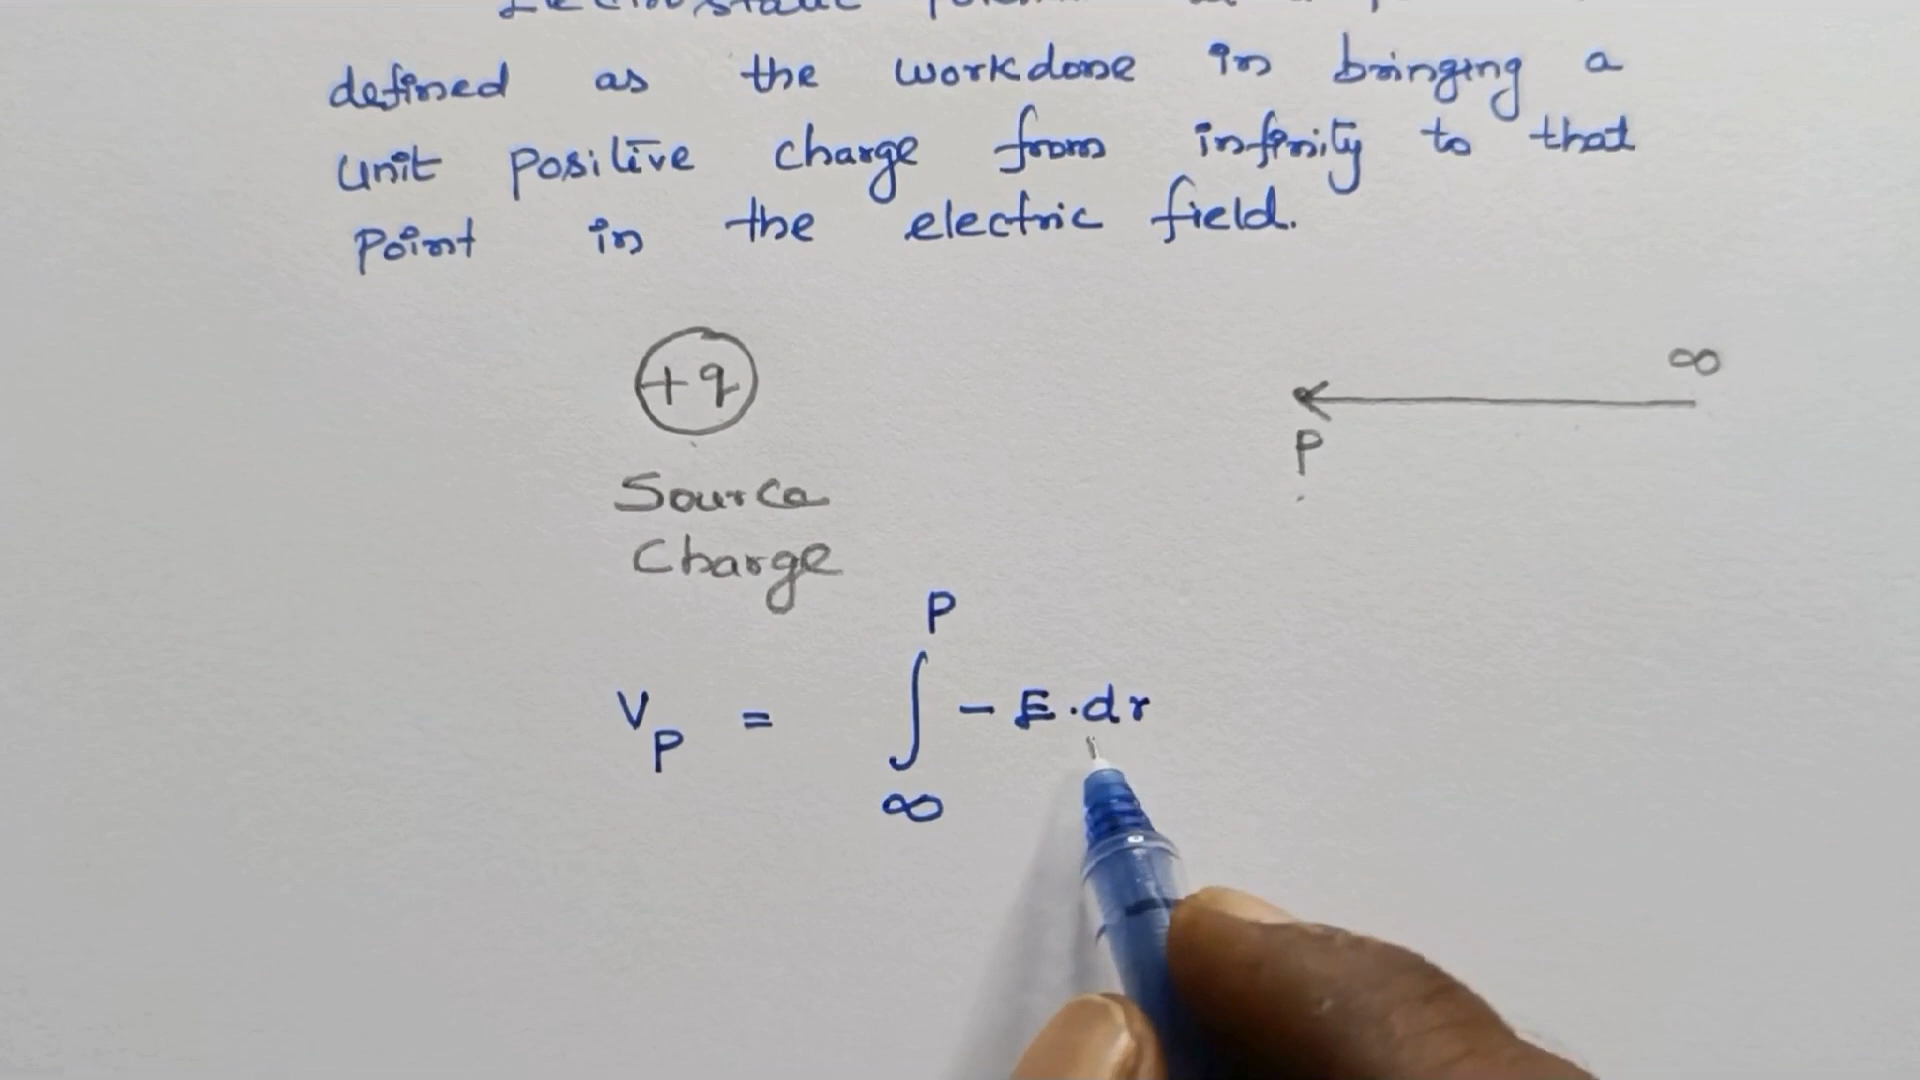 defined as the workdone in bringing a
unit positive charge from infinity to that
point in the electric field.
+q
∞
P
Source
Charge
P
V_P = ∫ - E.dr
∞